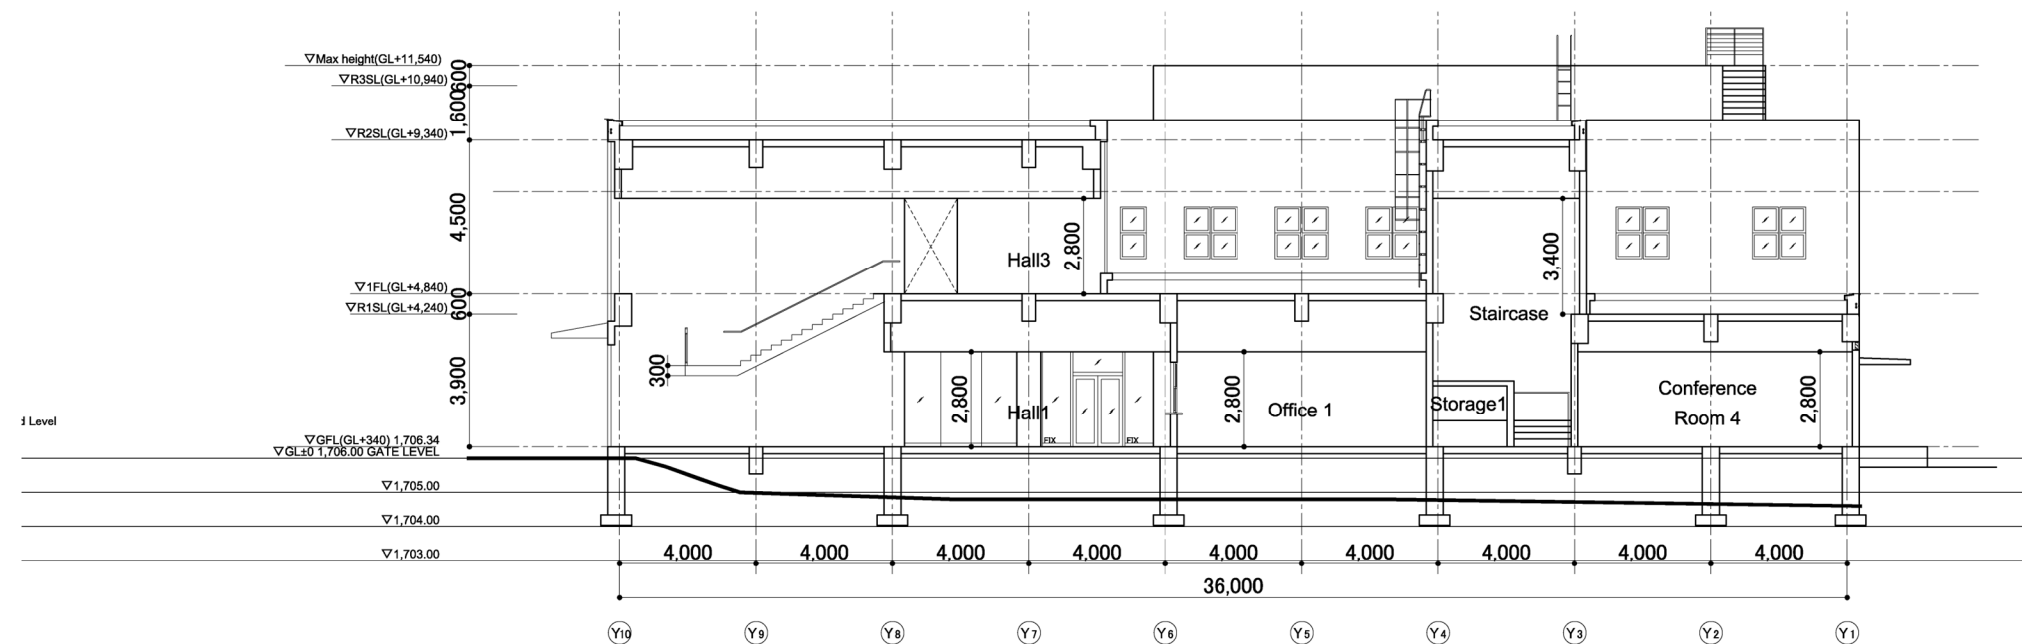 ▽Max height(GL+11,540)
▽R3SL(GL+10,940)
600
1,600
▽R2SL(GL+9,340)
4,500
Hall3
2,800
3,400
▽1FL(GL+4,840)
600
▽R1SL(GL+4,240)
Staircase
3,900
300
2,800
Hall1
FIX
FIX
2,800
Office 1
Storage1
Conference
Room 4
2,800
d Level
▽GFL(GL+340) 1,706.34
▽GL±0 1,706.00 GATE LEVEL
▽1,705.00
▽1,704.00
▽1,703.00
4,000 4,000 4,000 4,000 4,000 4,000 4,000 4,000 4,000
36,000
Y10 Y9 Y8 Y7 Y6 Y5 Y4 Y3 Y2 Y1